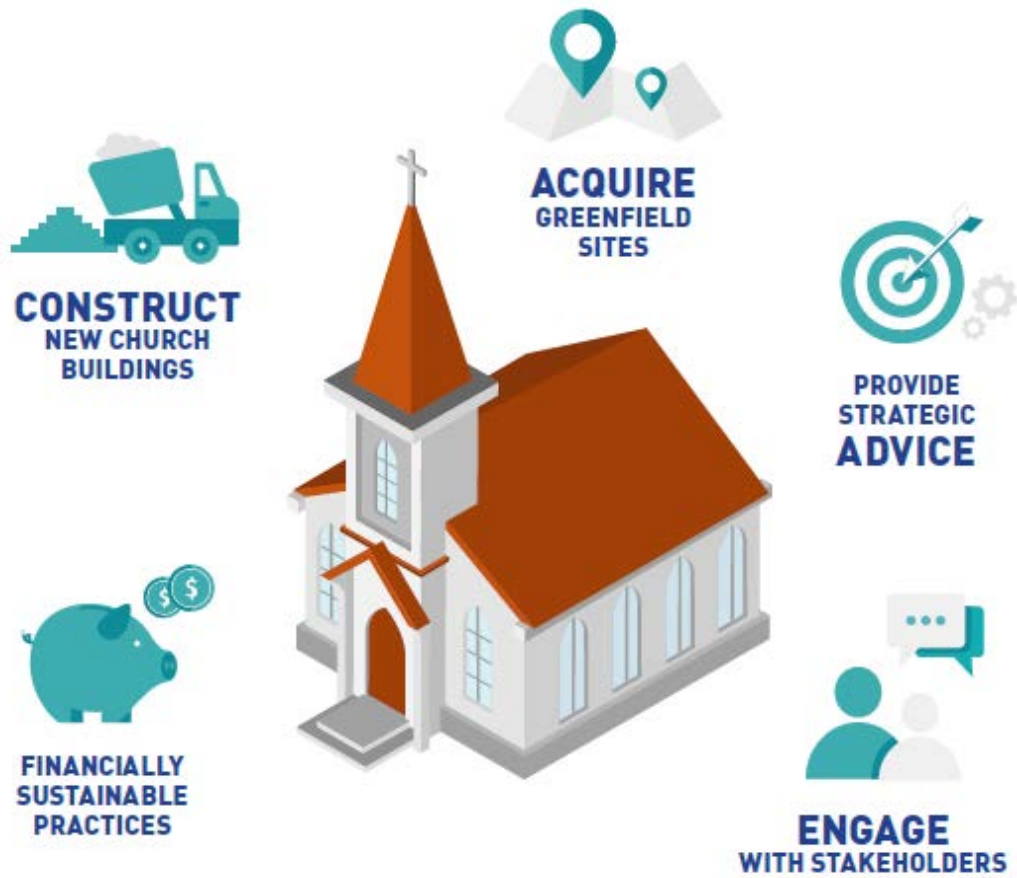 ACQUIRE
GREENFIELD
SITES
CONSTRUCT
NEW CHURCH
BUILDINGS
PROVIDE
STRATEGIC
ADVICE
$ $
FINANCIALLY
SUSTAINABLE
PRACTICES
ENGAGE
WITH STAKEHOLDERS